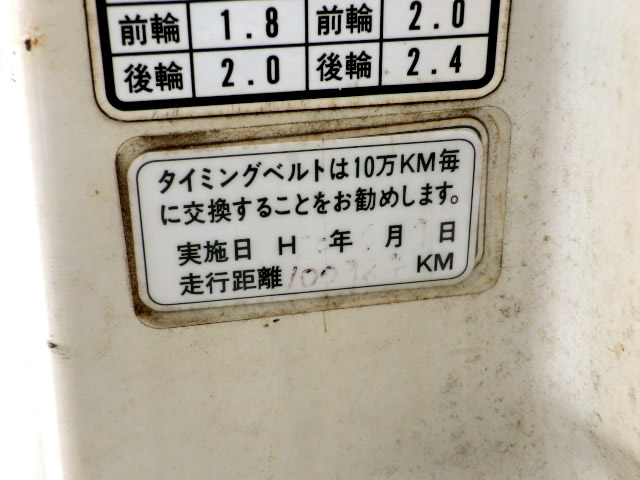 前輪 1.8 前輪 2.0
後輪 2.0 後輪 2.4
タイミングベルトは10万KM毎
に交換することをお勧めします。
実施日 H 年 月 日
走行距離 KM